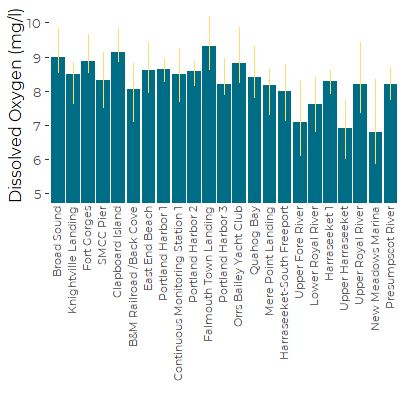 Dissolved Oxygen (mg/l)
10
9
8
7
6
5
Broad Sound
Knightville Landing
Fort Gorges
SMCC Pier
Clapboard Island
B&M Railroad /Back Cove
East End Beach
Portland Harbor 1
Continuous Monitoring Station 1
Portland Harbor 2
Falmouth Town Landing
Portland Harbor 3
Orrs Bailey Yacht Club
Quahog Bay
Mere Point Landing
Harraseeket-South Freeport
Upper Fore River
Lower Royal River
Harraseeket 1
Upper Harraseeket
Upper Royal River
New Meadows Marina
Presumpscot River